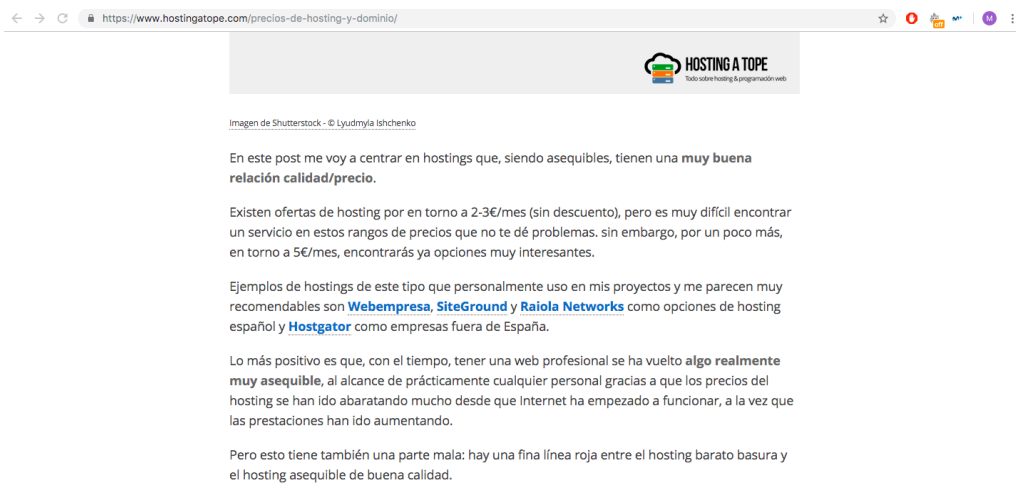 https://www.hostingatope.com/precios-de-hosting-y-dominio/
off
M
HOSTING A TOPE
Todo sobre hosting & programación web
Imagen de Shutterstock - © Lyudmyla Ishchenko
En este post me voy a centrar en hostings que, siendo asequibles, tienen una muy buena
relación calidad/precio.
Existen ofertas de hosting por en torno a 2-3€/mes (sin descuento), pero es muy difícil encontrar
un servicio en estos rangos de precios que no te dé problemas. sin embargo, por un poco más,
en torno a 5€/mes, encontrarás ya opciones muy interesantes.
Ejemplos de hostings de este tipo que personalmente uso en mis proyectos y me parecen muy
recomendables son Webempresa, SiteGround y Raiola Networks como opciones de hosting
español y Hostgator como empresas fuera de España.
Lo más positivo es que, con el tiempo, tener una web profesional se ha vuelto algo realmente
muy asequible, al alcance de prácticamente cualquier personal gracias a que los precios del
hosting se han ido abaratando mucho desde que Internet ha empezado a funcionar, a la vez que
las prestaciones han ido aumentando.
Pero esto tiene también una parte mala: hay una fina línea roja entre el hosting barato basura y
el hosting asequible de buena calidad.